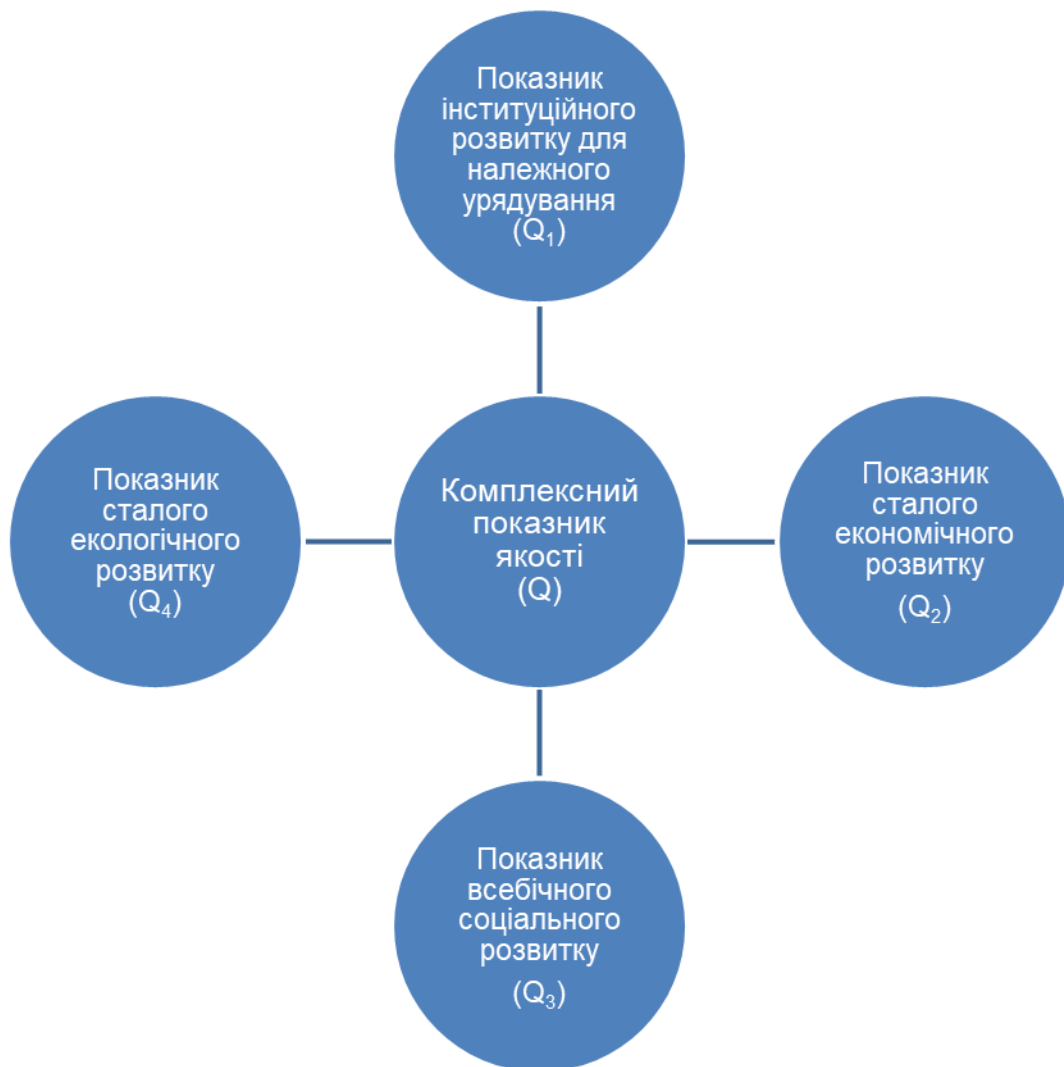 Показник
інституційного
розвитку для
належного
урядування
(Q₁)
Показник
сталого
екологічного
розвитку
(Q₄)
Комплексний
показник
якості
(Q)
Показник
сталого
економічного
розвитку
(Q₂)
Показник
всебічного
соціального
розвитку
(Q₃)